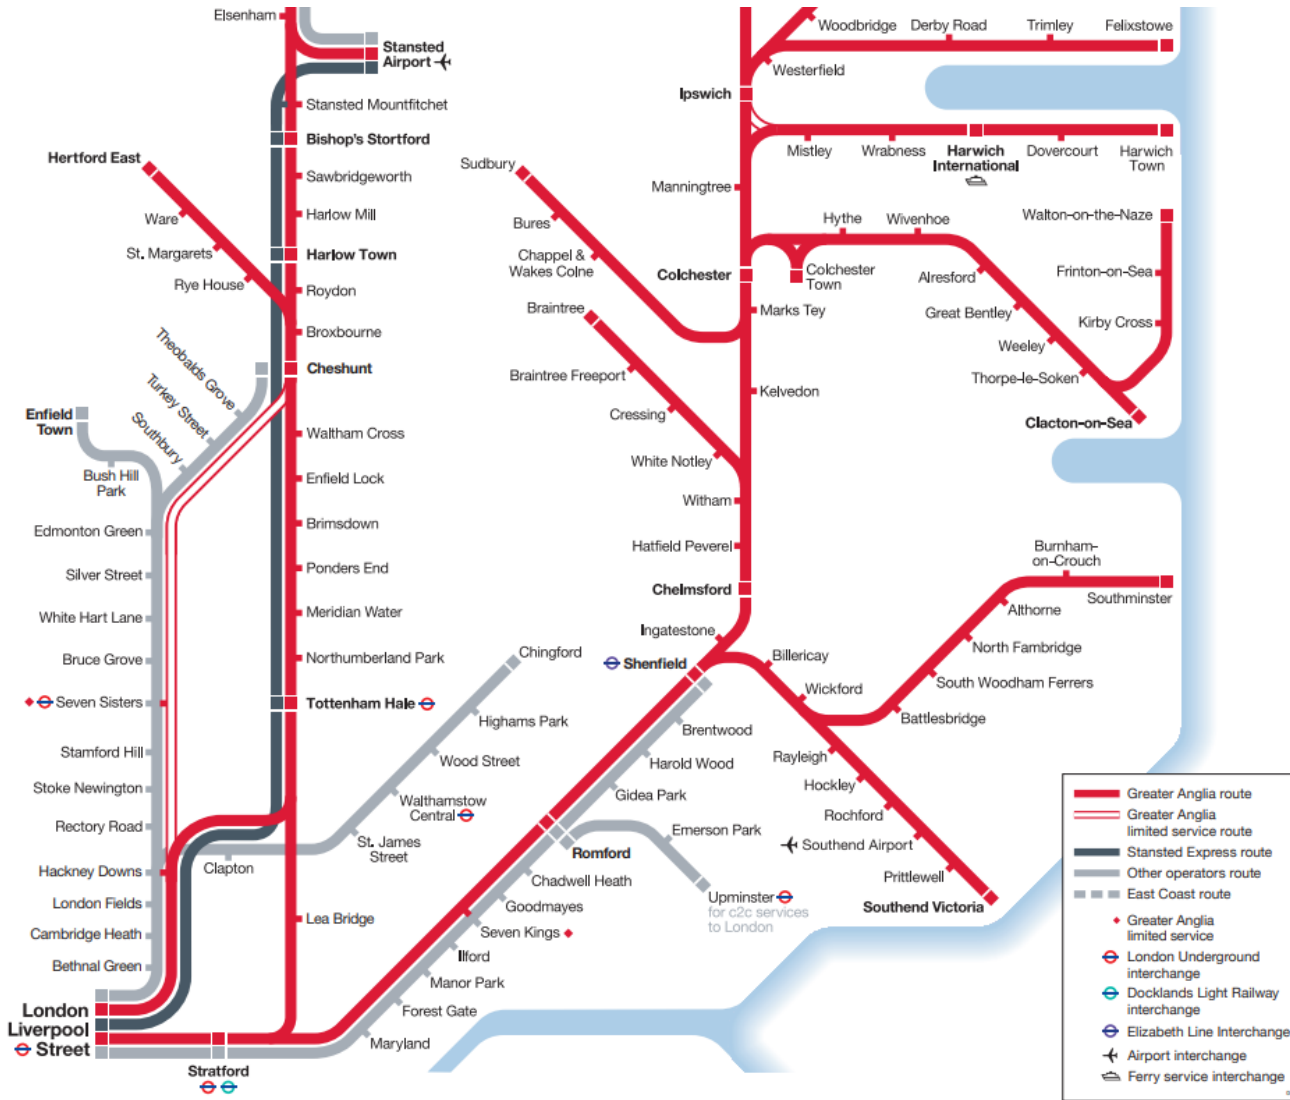 Elsenham
Stansted
Airport
Stansted Mountfitchet
Bishop's Stortford
Sawbridgeworth
Harlow Mill
Harlow Town
Roydon
Broxbourne
Cheshunt
Waltham Cross
Enfield Lock
Brimsdown
Ponders End
Meridian Water
Northumberland Park
Tottenham Hale
Lea Bridge
Hertford East
Ware
St. Margarets
Rye House
Theobalds Grove
Turkey Street
Southbury
Enfield
Town
Bush Hill
Park
Edmonton Green
Silver Street
White Hart Lane
Bruce Grove
Seven Sisters
Stamford Hill
Stoke Newington
Rectory Road
Hackney Downs
London Fields
Cambridge Heath
Bethnal Green
London
Liverpool
Street
Stratford
Clapton
St. James
Street
Walthamstow
Central
Wood Street
Highams Park
Chingford
Maryland
Forest Gate
Manor Park
Ilford
Seven Kings
Goodmayes
Chadwell Heath
Romford
Emerson Park
Upminster
for c2c services
to London
Gidea Park
Harold Wood
Brentwood
Shenfield
Ingatestone
Chelmsford
Hatfield Peverel
Witham
White Notley
Cressing
Braintree Freeport
Braintree
Kelvedon
Marks Tey
Chappel &
Wakes Colne
Bures
Sudbury
Colchester
Colchester
Town
Hythe
Wivenhoe
Alresford
Great Bentley
Weeley
Thorpe-le-Soken
Clacton-on-Sea
Kirby Cross
Frinton-on-Sea
Walton-on-the-Naze
Manningtree
Mistley
Wrabness
Harwich
International
Dovercourt
Harwich
Town
Ipswich
Westerfield
Woodbridge
Derby Road
Trimley
Felixstowe
Billericay
Wickford
Rayleigh
Hockley
Rochford
Southend Airport
Prittlewell
Southend Victoria
Battlesbridge
South Woodham Ferrers
North Fambridge
Althorne
Burnham-
on-Crouch
Southminster
Greater Anglia route
Greater Anglia
limited service route
Stansted Express route
Other operators route
East Coast route
Greater Anglia
limited service
London Underground
interchange
Docklands Light Railway
interchange
Elizabeth Line Interchange
Airport interchange
Ferry service interchange